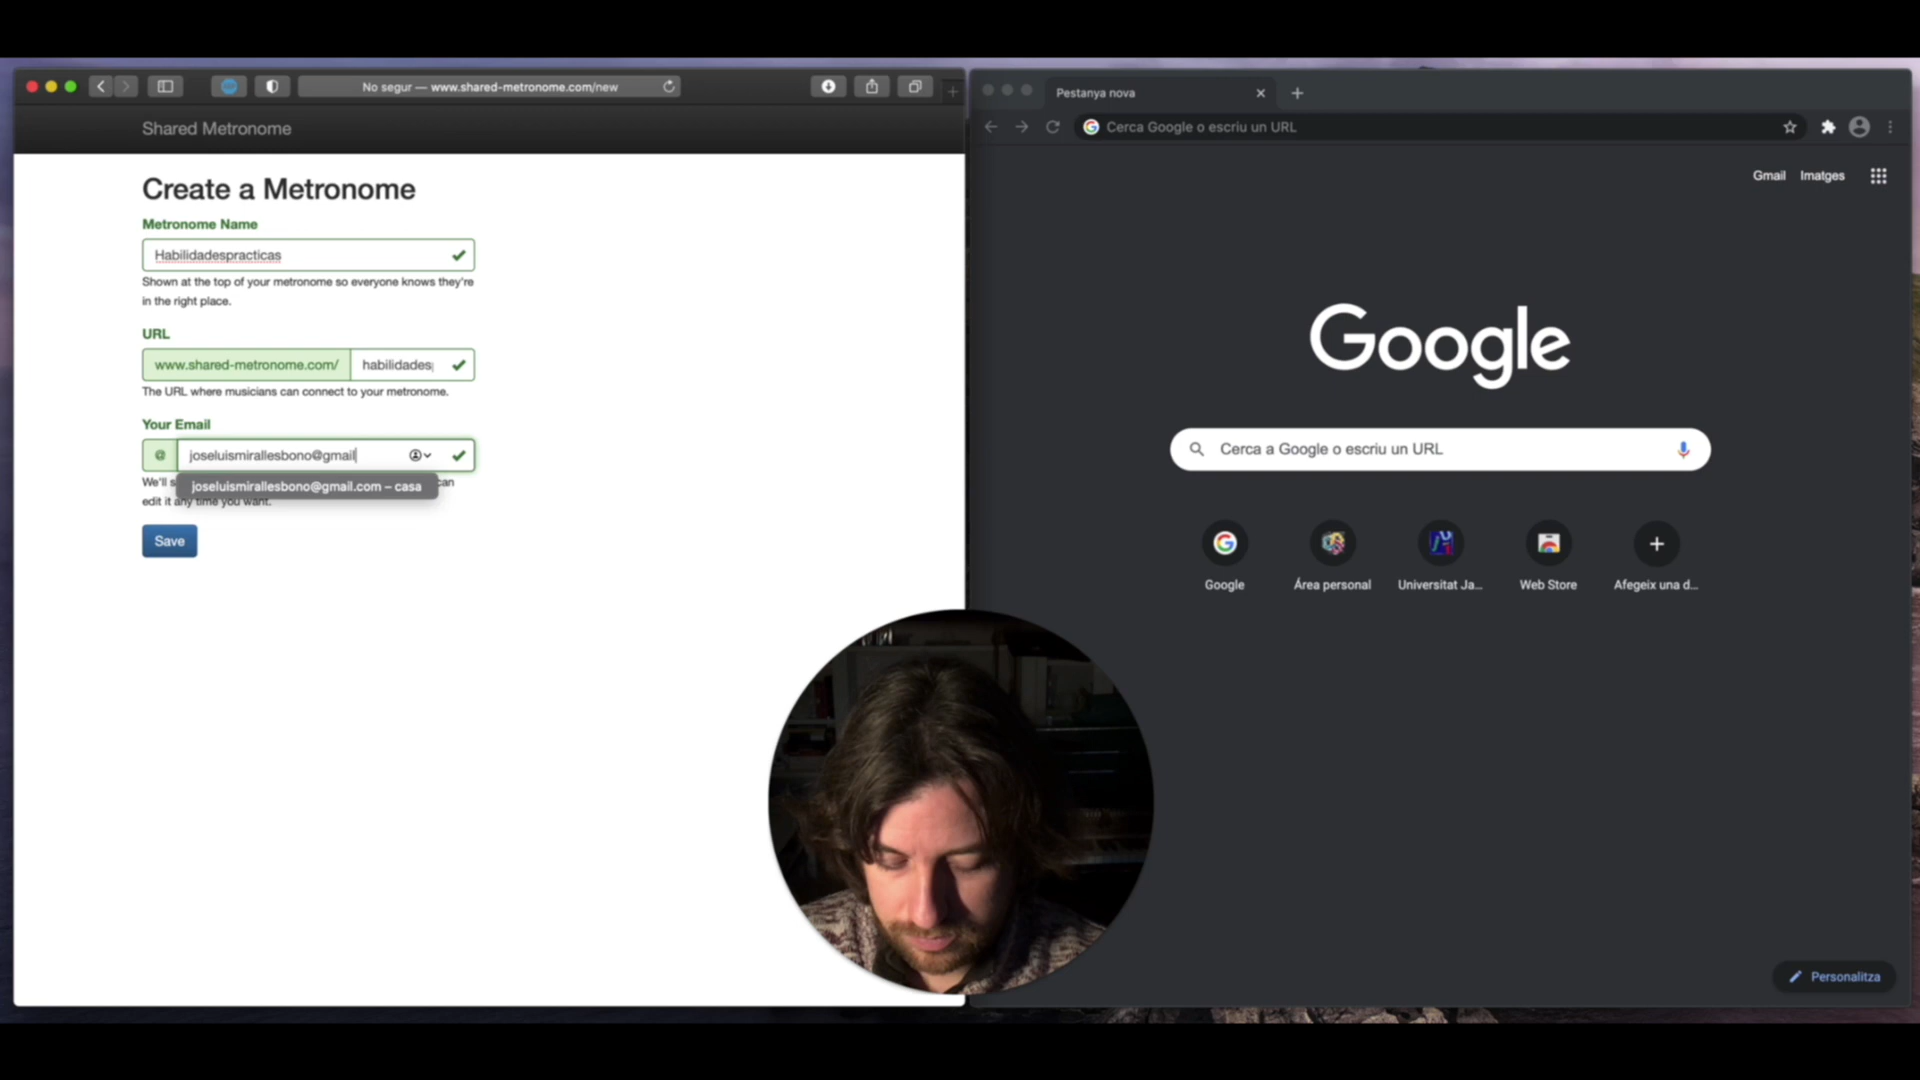 No segur — www.shared-metronome.com/new
Shared Metronome
Create a Metronome
Metronome Name
Habilidadespracticas
Shown at the top of your metronome so everyone knows they're
in the right place.
URL
www.shared-metronome.com/ habilidades
The URL where musicians can connect to your metronome.
Your Email
@ joseluismirallesbono@gmail
We'll s
can
joseluismirallesbono@gmail.com – casa
edit it any time you want.
Save
Pestanya nova
Cerca Google o escriu un URL
Gmail Imatges
Google
Cerca a Google o escriu un URL
Google Área personal Universitat Ja... Web Store Afegeix una d...
Personalitza